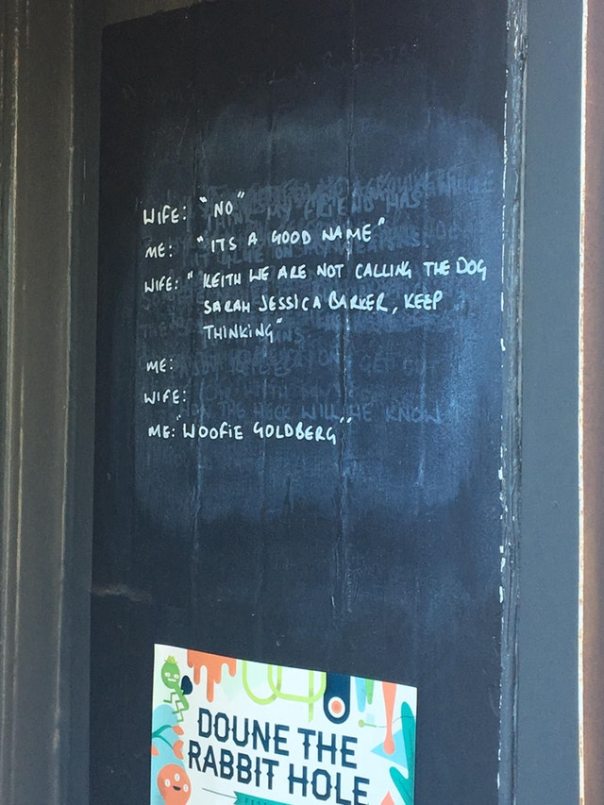 WIFE: "NO"
ME: "ITS A GOOD NAME"
WIFE: "KEITH WE ARE NOT CALLING THE DOG
SARAH JESSICA BARKER, KEEP
THINKING"
ME:
WIFE:
ME: "WOOFIE GOLDBERG"
DOUNE THE
RABBIT HOLE